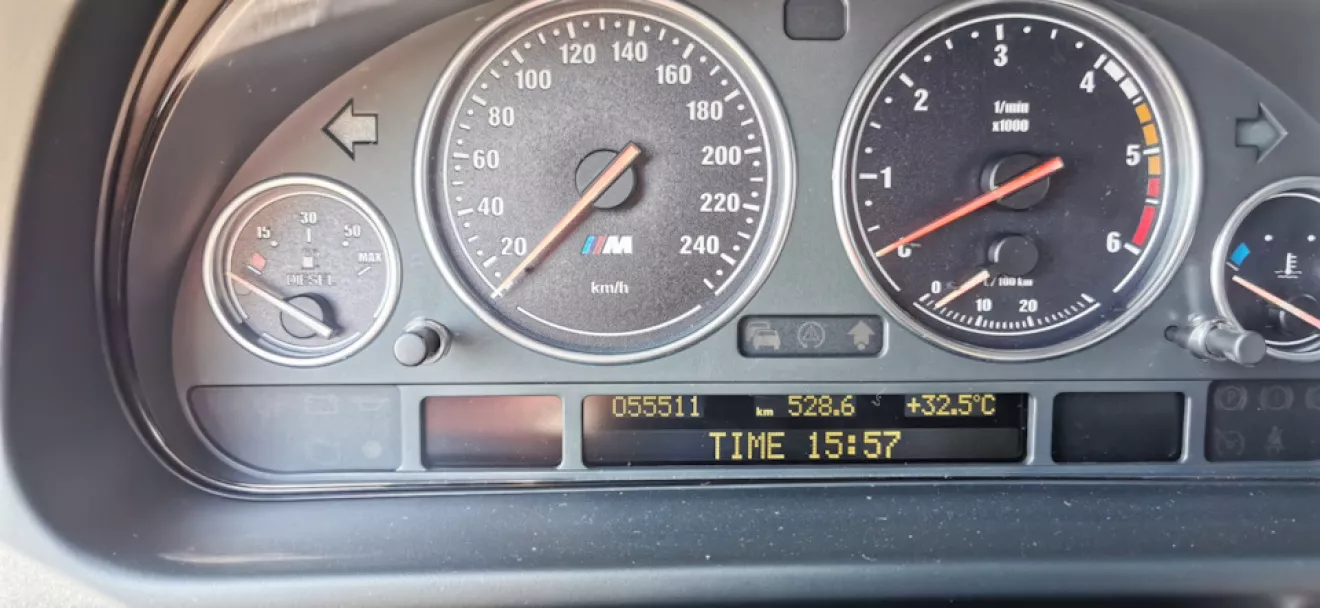 120 140
100 160
80 180
60 200
40 220
20 240
M
km/h
15 30 50
MAX
DIESEL
1 2 3 4 5 6
1/min
x1000
0 10 20
L/100 km
055511 km 528.6 +32.5°C
TIME 15:57